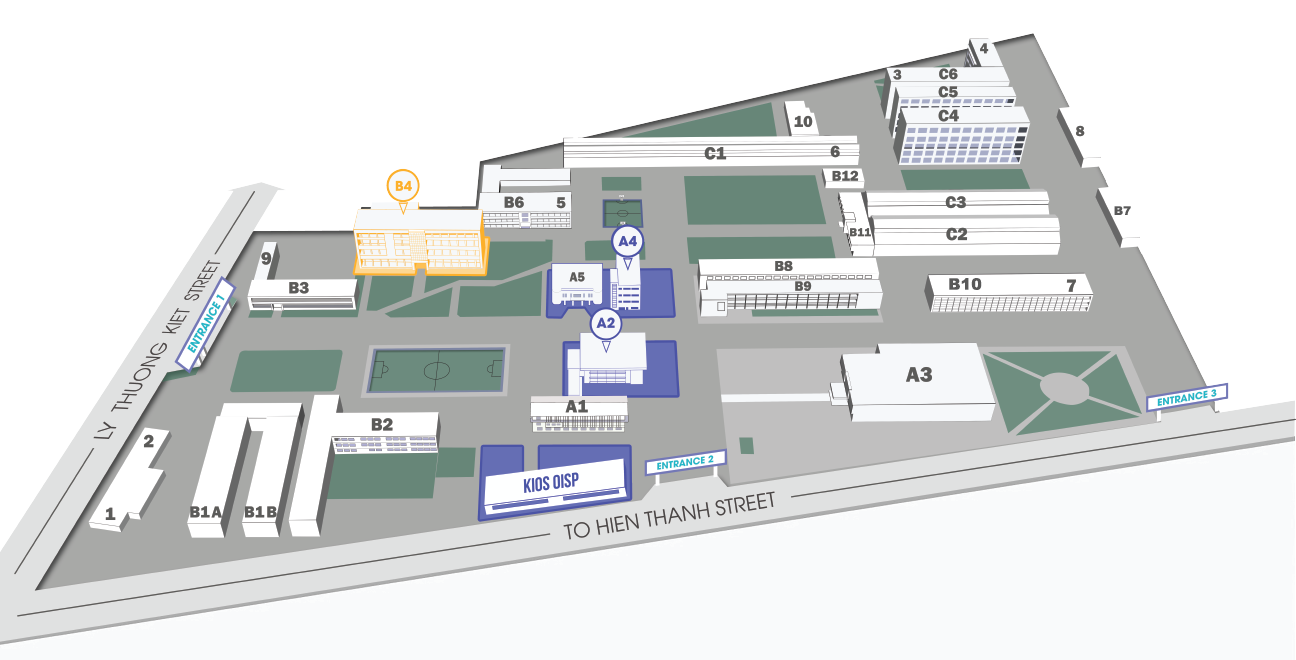 4
3
C6
C5
C4
10
8
C1
6
B12
B4
B6
5
C3
B7
B11
C2
A4
9
A5
B8
B9
B10
7
B3
ENTRANCE 1
LY THUONG KIET STREET
A2
A3
ENTRANCE 3
A1
B2
2
ENTRANCE 2
KIOS OISP
1
B1A
B1B
TO HIEN THANH STREET